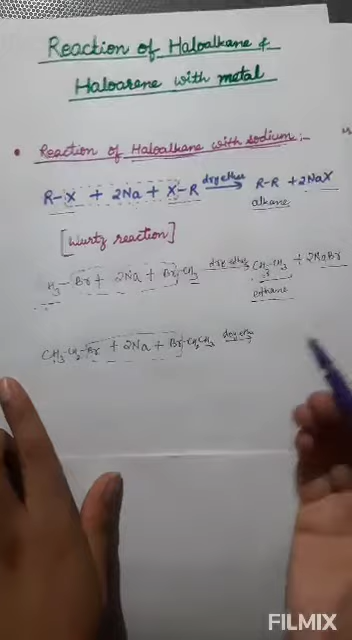 Reaction of Haloalkane &
Haloarene with metal
• Reaction of Haloalkane with sodium:-
R-X + 2Na + X-R dry ether → R-R + 2NaX
alkane
[Wurtz reaction]
H3-Br + 2Na + Br-CH3 dry ether → CH3-CH3 + 2NaBr
ethane
CH3-CH2-Br + 2Na + Br-CH2CH3 dry ether →
FILMIX